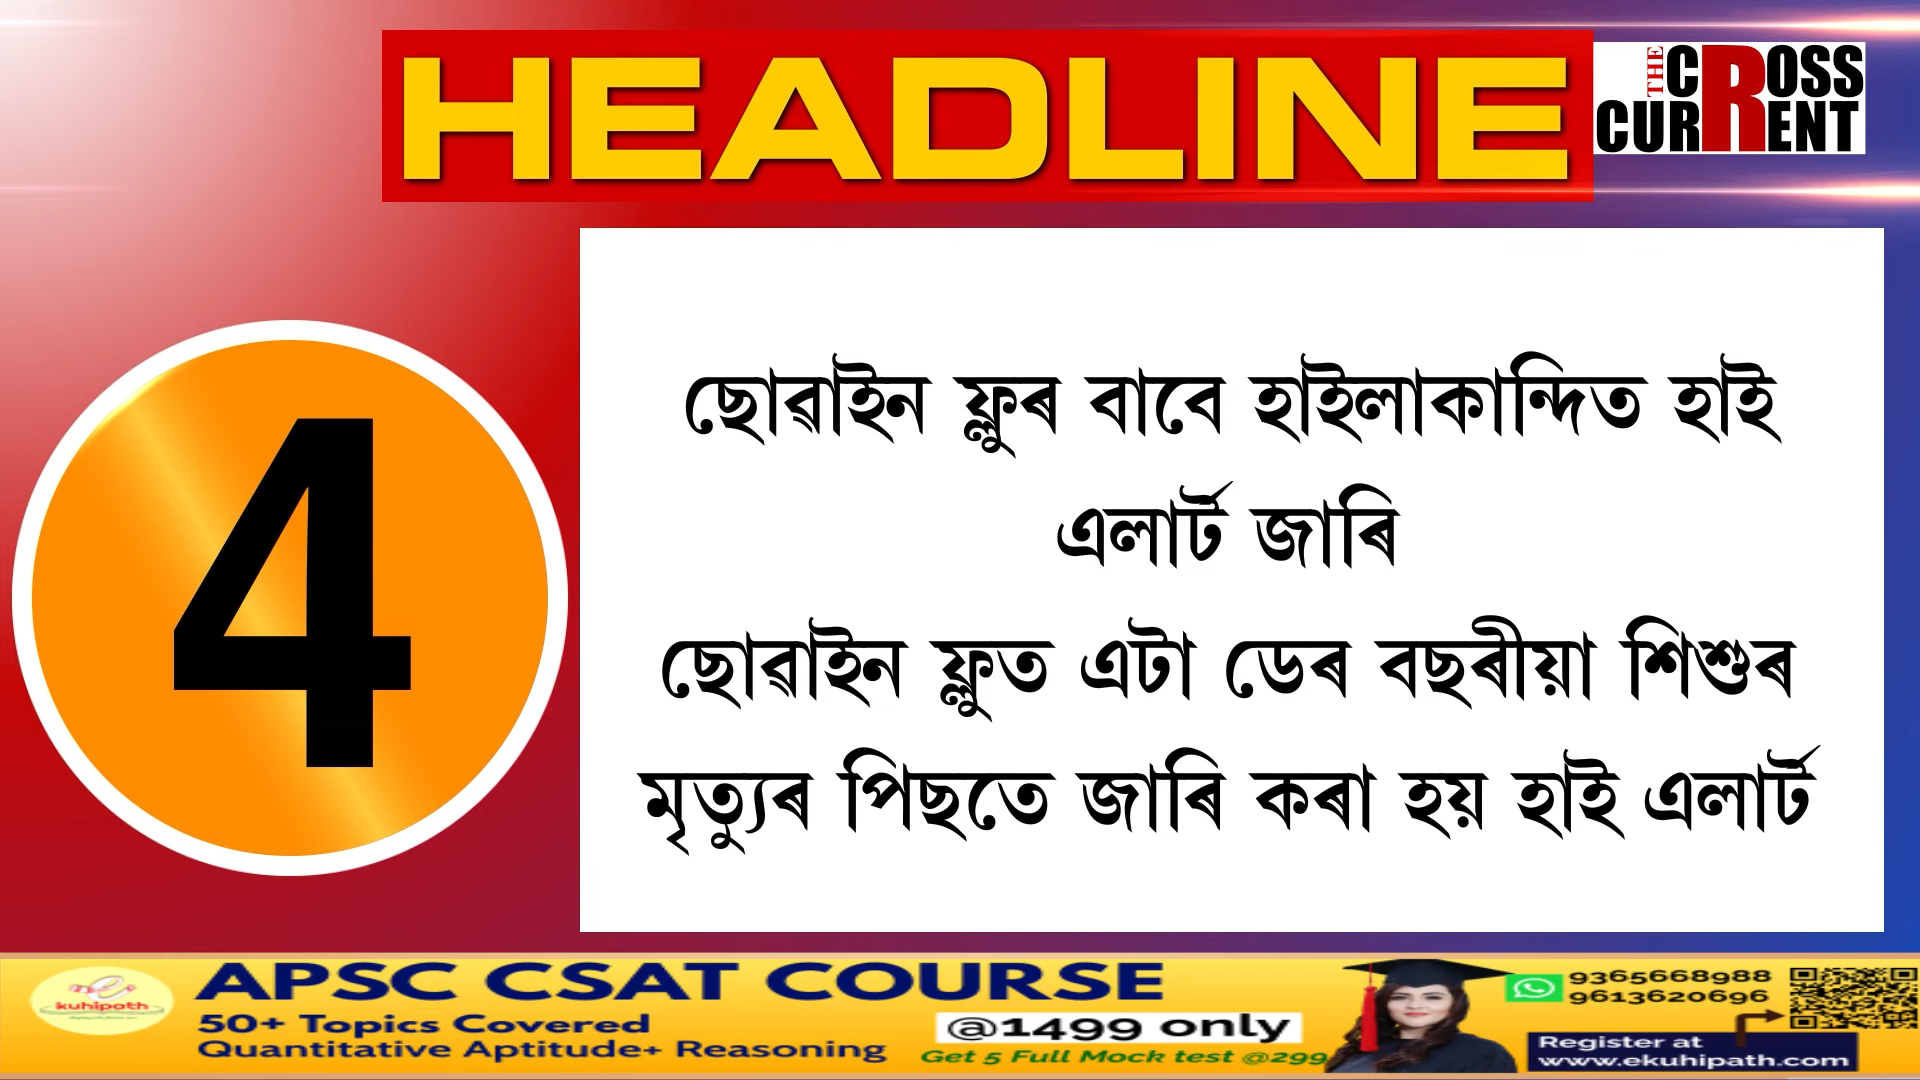 HEADLINE
THE CROSS
CURRENT
4
ছোৱাইন ফ্লুৰ বাবে হাইলাকান্দিত হাই
এলাৰ্ট জাৰি
ছোৱাইন ফ্লুত এটা ডেৰ বছৰীয়া শিশুৰ
মৃত্যুৰ পিছতে জাৰি কৰা হয় হাই এলাৰ্ট
kuhipath
APSC CSAT COURSE
50+ Topics Covered
Quantitative Aptitude+ Reasoning
@1499 only
Get 5 Full Mock test @299
9365668988
9613620696
Register at
www.ekuhipath.com